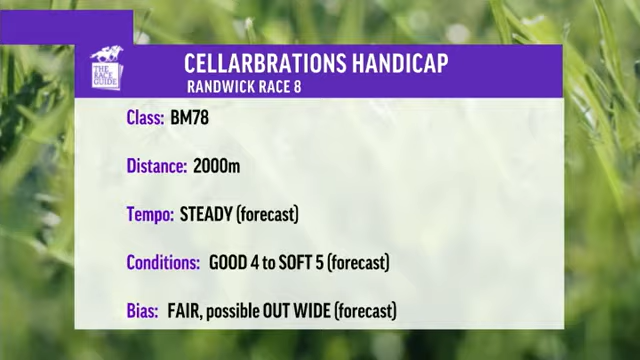 CELLARBRATIONS HANDICAP
THE RACE GUIDE
RANDWICK RACE 8
Class: BM78
Distance: 2000m
Tempo: STEADY (forecast)
Conditions: GOOD 4 to SOFT 5 (forecast)
Bias: FAIR, possible OUT WIDE (forecast)